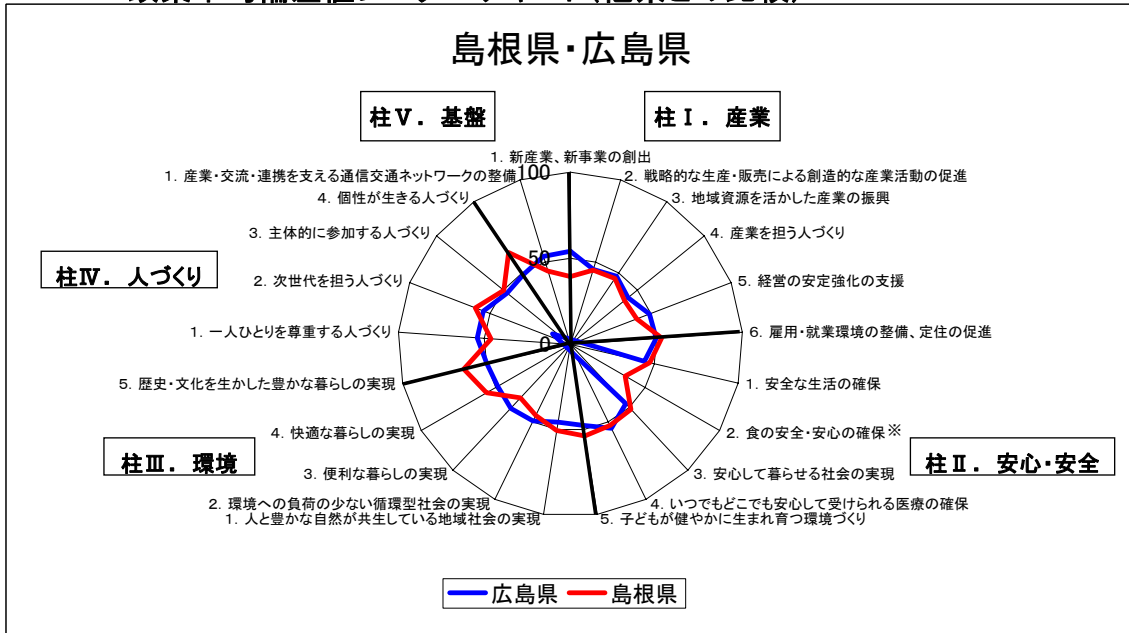 島根県・広島県
柱Ⅴ．基盤
柱Ⅰ．産業
1. 新産業、新事業の創出
1. 産業・交流・連携を支える通信交通ネットワークの整備
100
2. 戦略的な生産・販売による創造的な産業活動の促進
4. 個性が生きる人づくり
3. 地域資源を活かした産業の振興
3. 主体的に参加する人づくり
4. 産業を担う人づくり
柱Ⅳ．人づくり
50
2. 次世代を担う人づくり
5. 経営の安定強化の支援
1. 一人ひとりを尊重する人づくり
0
6. 雇用・就業環境の整備、定住の促進
5. 歴史・文化を生かした豊かな暮らしの実現
1. 安全な生活の確保
4. 快適な暮らしの実現
2. 食の安全・安心の確保※
柱Ⅲ．環境
柱Ⅱ．安心・安全
3. 便利な暮らしの実現
3. 安心して暮らせる社会の実現
2. 環境への負荷の少ない循環型社会の実現
4. いつでもどこでも安心して受けられる医療の確保
1. 人と豊かな自然が共生している地域社会の実現
5. 子どもが健やかに生まれ育つ環境づくり
広島県
島根県